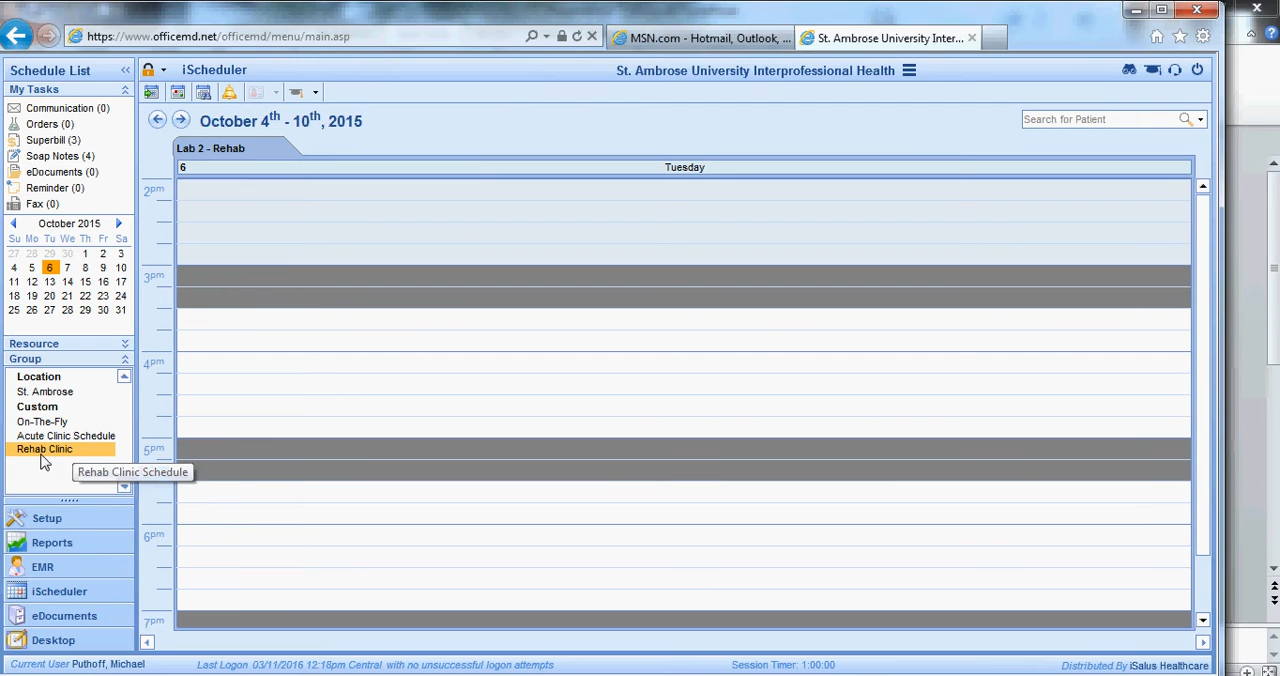 https://www.officemd.net/officemd/menu/main.asp
MSN.com - Hotmail, Outlook, ...
St. Ambrose University Inter...
Schedule List
iScheduler
St. Ambrose University Interprofessional Health
My Tasks
Communication (0)
Orders (0)
Superbill (3)
Soap Notes (4)
eDocuments (0)
Reminder (0)
Fax (0)
October 2015
Su Mo Tu We Th Fr Sa
27 28 29 30 1 2 3
4 5 6 7 8 9 10
11 12 13 14 15 16 17
18 19 20 21 22 23 24
25 26 27 28 29 30 31
Resource
Group
Location
St. Ambrose
Custom
On-The-Fly
Acute Clinic Schedule
Rehab Clinic
Rehab Clinic Schedule
Setup
Reports
EMR
iScheduler
eDocuments
Desktop
October 4th - 10th, 2015
Search for Patient
Lab 2 - Rehab
6 Tuesday
2pm
3pm
4pm
5pm
6pm
7pm
Current User Puthoff, Michael
Last Logon 03/11/2016 12:18pm Central with no unsuccessful logon attempts
Session Timer: 1:00:00
Distributed By iSalus Healthcare